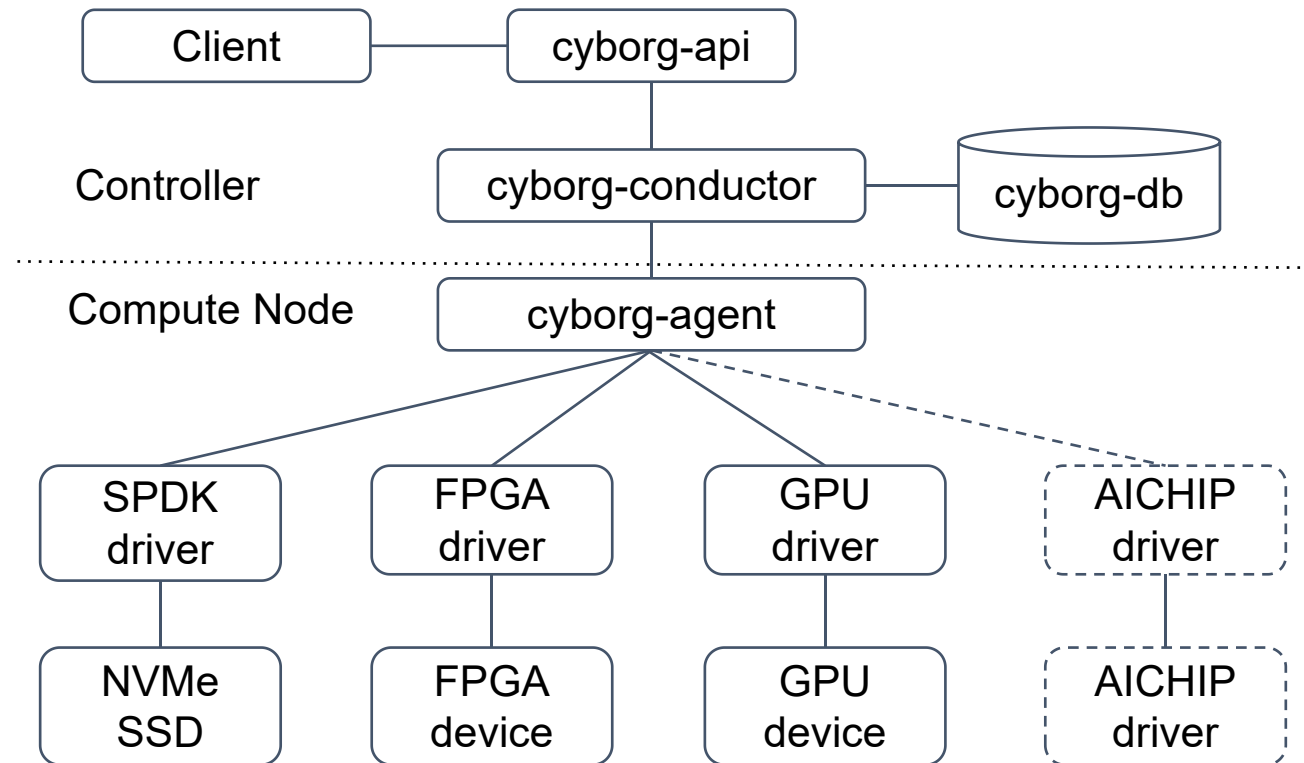 Client
cyborg-api
Controller
cyborg-conductor
cyborg-db
Compute Node
cyborg-agent
SPDK
driver
FPGA
driver
GPU
driver
AICHIP
driver
NVMe
SSD
FPGA
device
GPU
device
AICHIP
driver